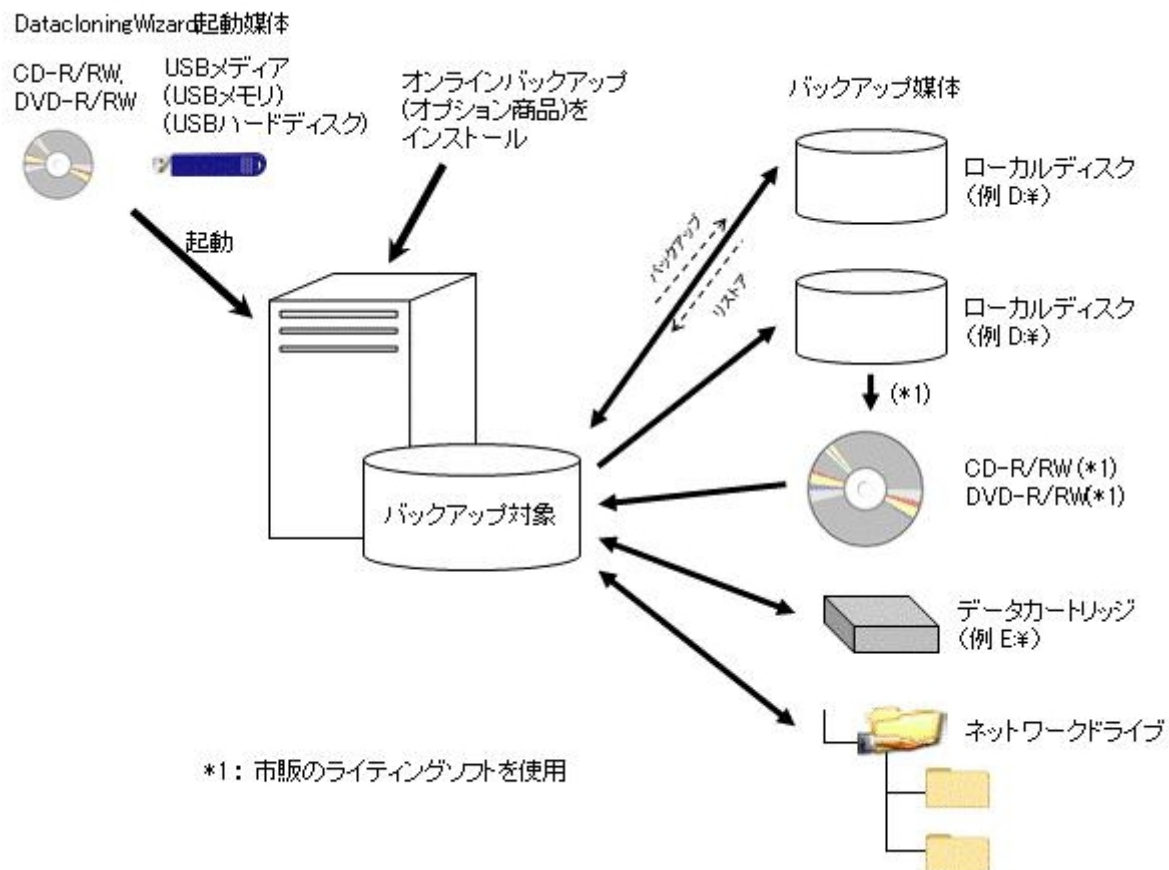 DatacloningWizard起動媒体
CD-R/RW,
DVD-R/RW
USBメディア
(USBメモリ)
(USBハードディスク)
起動
オンラインバックアップ
(オプション商品)を
インストール
バックアップ媒体
ローカルディスク
(例 D:¥)
バックアップ
リストア
ローカルディスク
(例 D:¥)
(*1)
CD-R/RW(*1)
DVD-R/RW(*1)
バックアップ対象
データカートリッジ
(例 E:¥)
ネットワークドライブ
*1: 市販のライティングソフトを使用